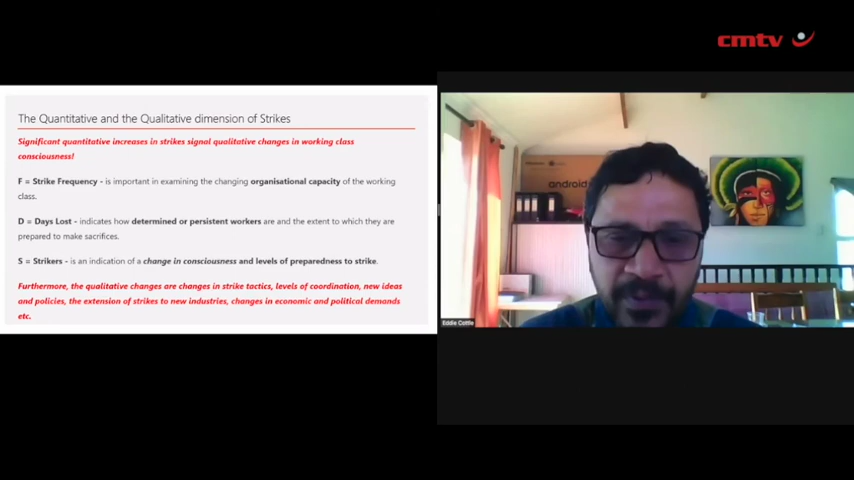 cmtv
The Quantitative and the Qualitative dimension of Strikes
Significant quantitative increases in strikes signal qualitative changes in working class
consciousness!
F = Strike Frequency - is important in examining the changing organisational capacity of the working
class.
D = Days Lost - indicates how determined or persistent workers are and the extent to which they are
prepared to make sacrifices.
S = Strikers - is an indication of a change in consciousness and levels of preparedness to strike.
Furthermore, the qualitative changes are changes in strike tactics, levels of coordination, new ideas
and policies, the extension of strikes to new industries, changes in economic and political demands
etc.
android
Eddie Cottle